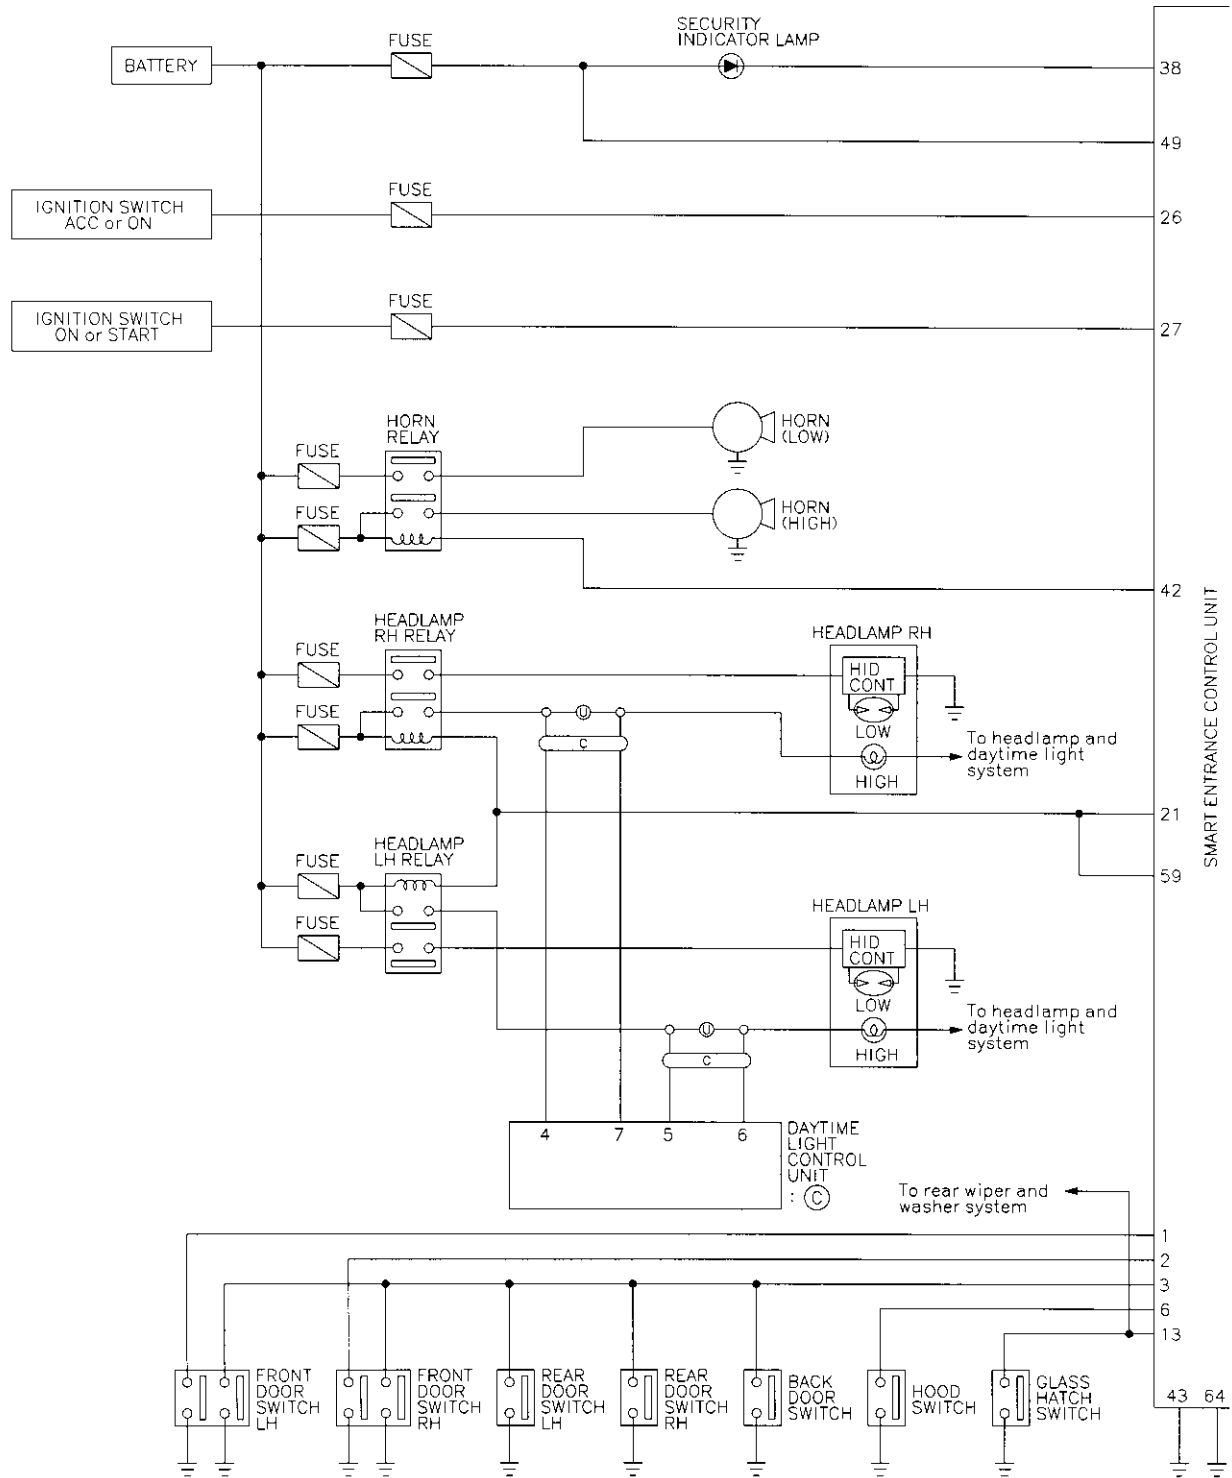 SECURITY
INDICATOR LAMP
FUSE
BATTERY
38
49
FUSE
IGNITION SWITCH
ACC or ON
26
FUSE
IGNITION SWITCH
ON or START
27
HORN
RELAY
HORN
(LOW)
FUSE
FUSE
HORN
(HIGH)
42
SMART ENTRANCE CONTROL UNIT
HEADLAMP
RH RELAY
HEADLAMP RH
FUSE
HID
CONT
FUSE
U
LOW
C
To headlamp and
daytime light
system
HIGH
21
HEADLAMP
LH RELAY
FUSE
59
HEADLAMP LH
FUSE
HID
CONT
LOW
U
To headlamp and
daytime light
system
C
HIGH
4
7
5
6
DAYTIME
LIGHT
CONTROL
UNIT
: C
To rear wiper and
washer system
1
2
3
6
13
FRONT
DOOR
SWITCH
LH
FRONT
DOOR
SWITCH
RH
REAR
DOOR
SWITCH
LH
REAR
DOOR
SWITCH
RH
BACK
DOOR
SWITCH
HOOD
SWITCH
GLASS
HATCH
SWITCH
43
64